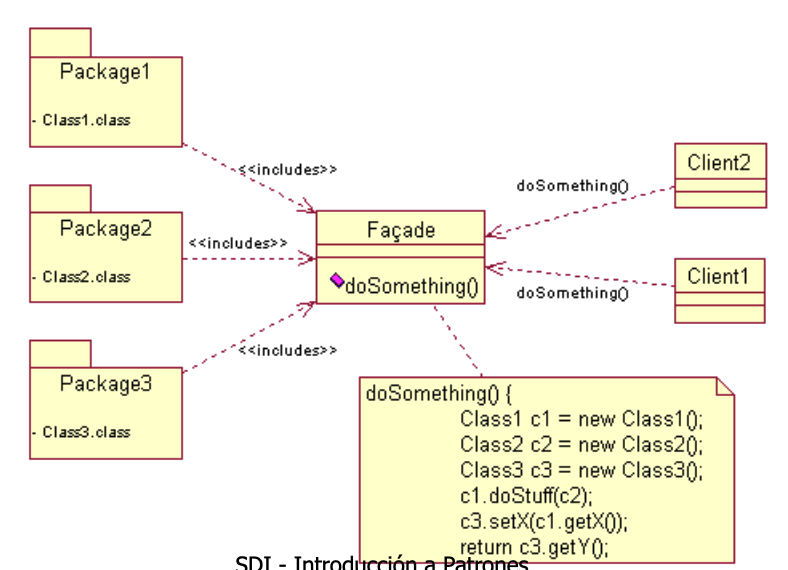 Package1
- Class1.class
<<includes>>
Package2
- Class2.class
<<includes>>
Package3
- Class3.class
<<includes>>
Façade
doSomething()
doSomething()
Client2
doSomething()
Client1
doSomething() {
Class1 c1 = new Class1();
Class2 c2 = new Class2();
Class3 c3 = new Class3();
c1.doStuff(c2);
c3.setX(c1.getX());
return c3.getY();
SDI - Introducción a Patrones